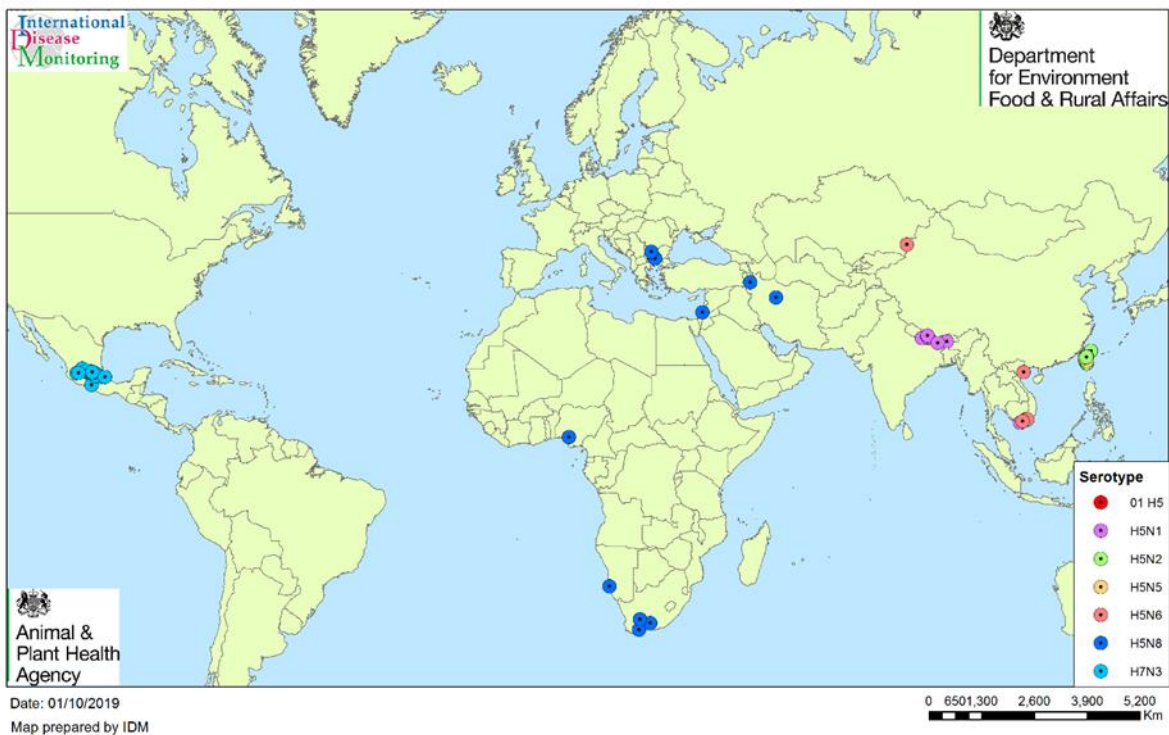 International
Disease
Monitoring
Department
for Environment
Food & Rural Affairs
Serotype
01 H5
H5N1
H5N2
H5N5
H5N6
H5N8
H7N3
Animal &
Plant Health
Agency
Date: 01/10/2019
Map prepared by IDM
0 6501,300 2,600 3,900 5,200
Km